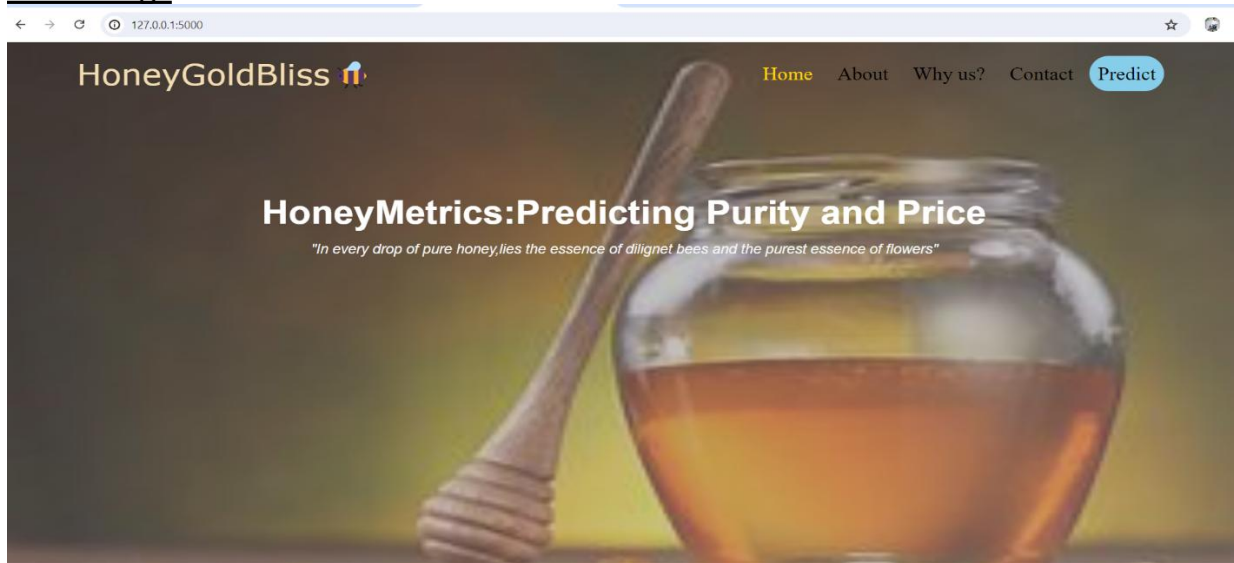 127.0.0.1:5000
HoneyGoldBliss
Home About Why us? Contact Predict
HoneyMetrics:Predicting Purity and Price
"In every drop of pure honey,lies the essence of dilignet bees and the purest essence of flowers"